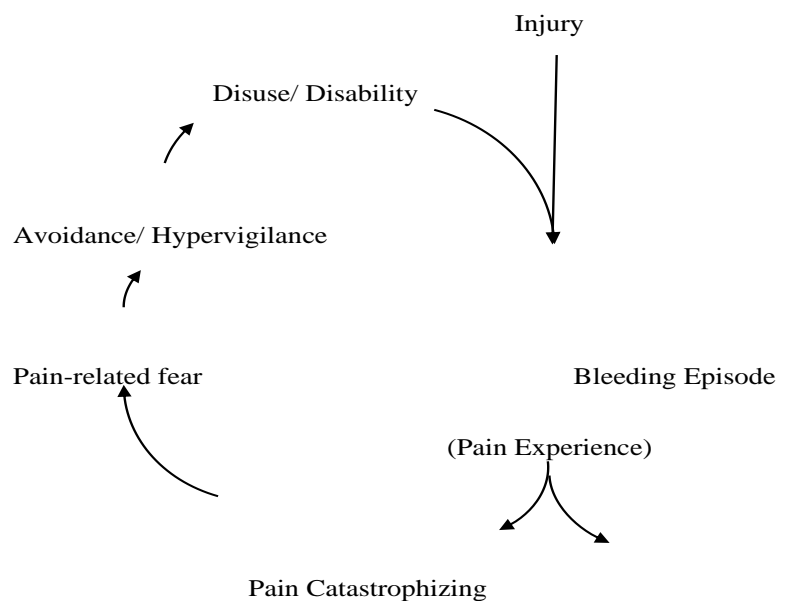 Injury
Disuse/ Disability
Avoidance/ Hypervigilance
Pain-related fear
Bleeding Episode
(Pain Experience)
Pain Catastrophizing